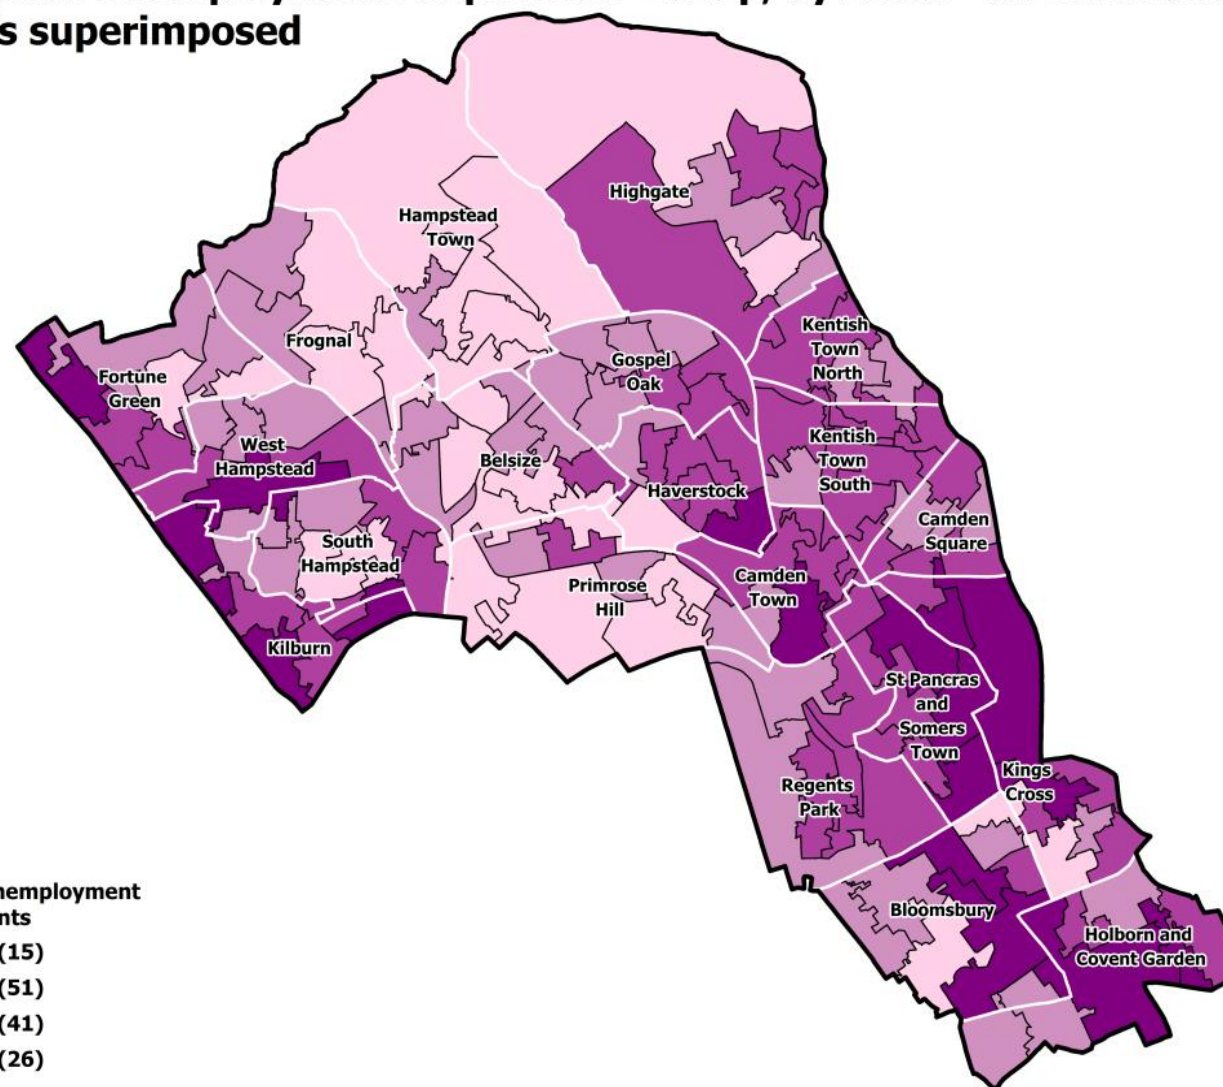 s superimposed
Highgate
Hampstead
Town
Kentish
Town
North
Frognal
Gospel
Oak
Fortune
Green
West
Hampstead
Belsize
Kentish
Town
South
Haverstock
Camden
Square
South
Hampstead
Primrose
Hill
Camden
Town
Kilburn
St Pancras
and
Somers
Town
Regents
Park
Kings
Cross
Bloomsbury
Holborn and
Covent Garden
nemployment
nts
(15)
(51)
(41)
(26)